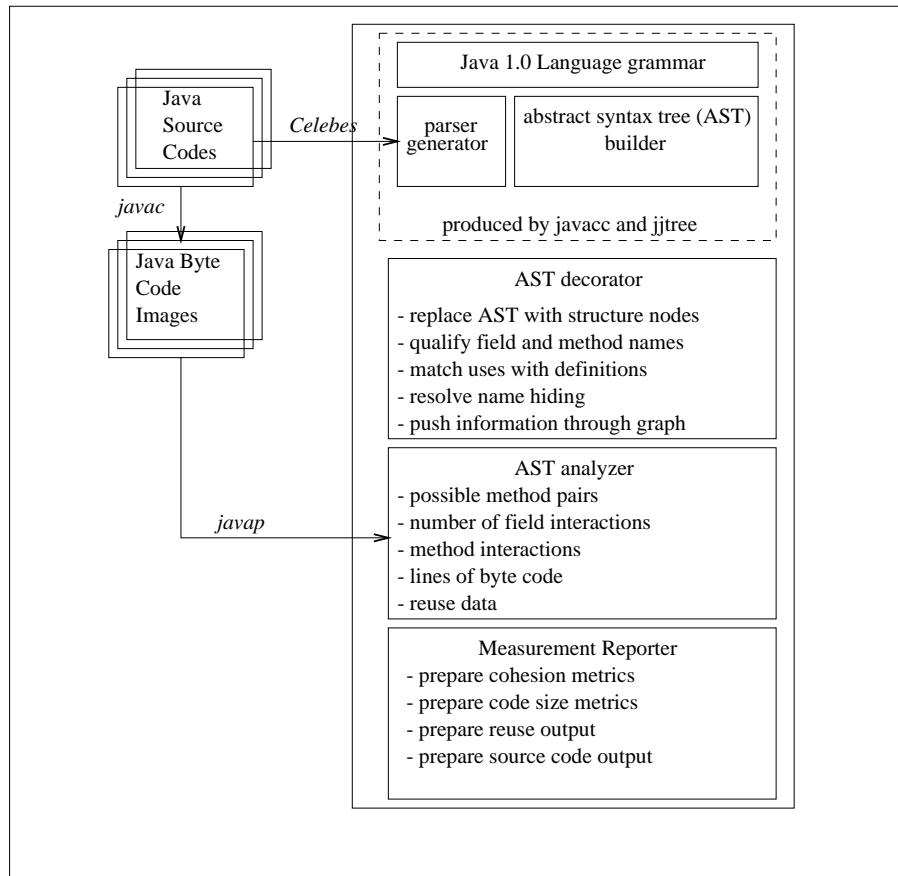 Java 1.0 Language grammar
Java
Source
Codes
Celebes
parser
generator
abstract syntax tree (AST)
builder
javac
produced by javacc and jjtree
Java Byte
Code
Images
AST decorator
- replace AST with structure nodes
- qualify field and method names
- match uses with definitions
- resolve name hiding
- push information through graph
AST analyzer
- possible method pairs
- number of field interactions
- method interactions
- lines of byte code
- reuse data
javap
Measurement Reporter
- prepare cohesion metrics
- prepare code size metrics
- prepare reuse output
- prepare source code output